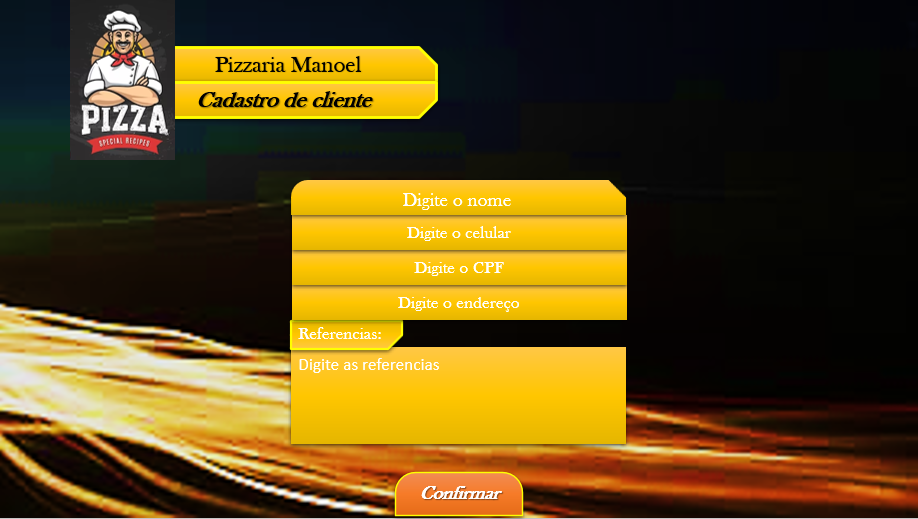 PIZZA
SPECIAL RECIPES
Pizzaria Manoel
Cadastro de cliente
Digite o nome
Digite o celular
Digite o CPF
Digite o endereço
Referencias:
Digite as referencias
Confirmar